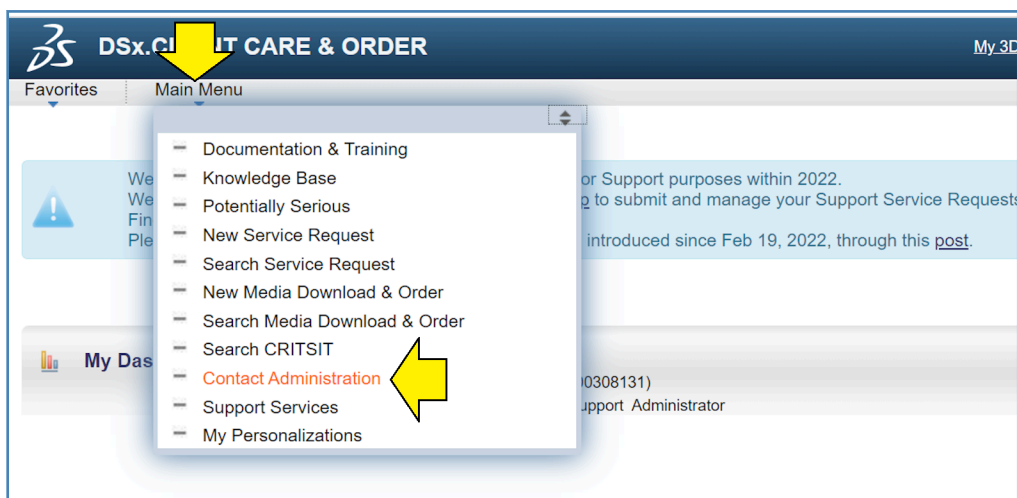 DS DSx.CL NT CARE & ORDER
My 3D
Favorites Main Menu
Documentation & Training
Knowledge Base
Potentially Serious
New Service Request
Search Service Request
New Media Download & Order
Search Media Download & Order
Search CRITSIT
Contact Administration
Support Services
My Personalizations
We or Support purposes within 2022.
We to submit and manage your Support Service Requests
Fin
Ple introduced since Feb 19, 2022, through this post.
My Das
00308131)
upport Administrator